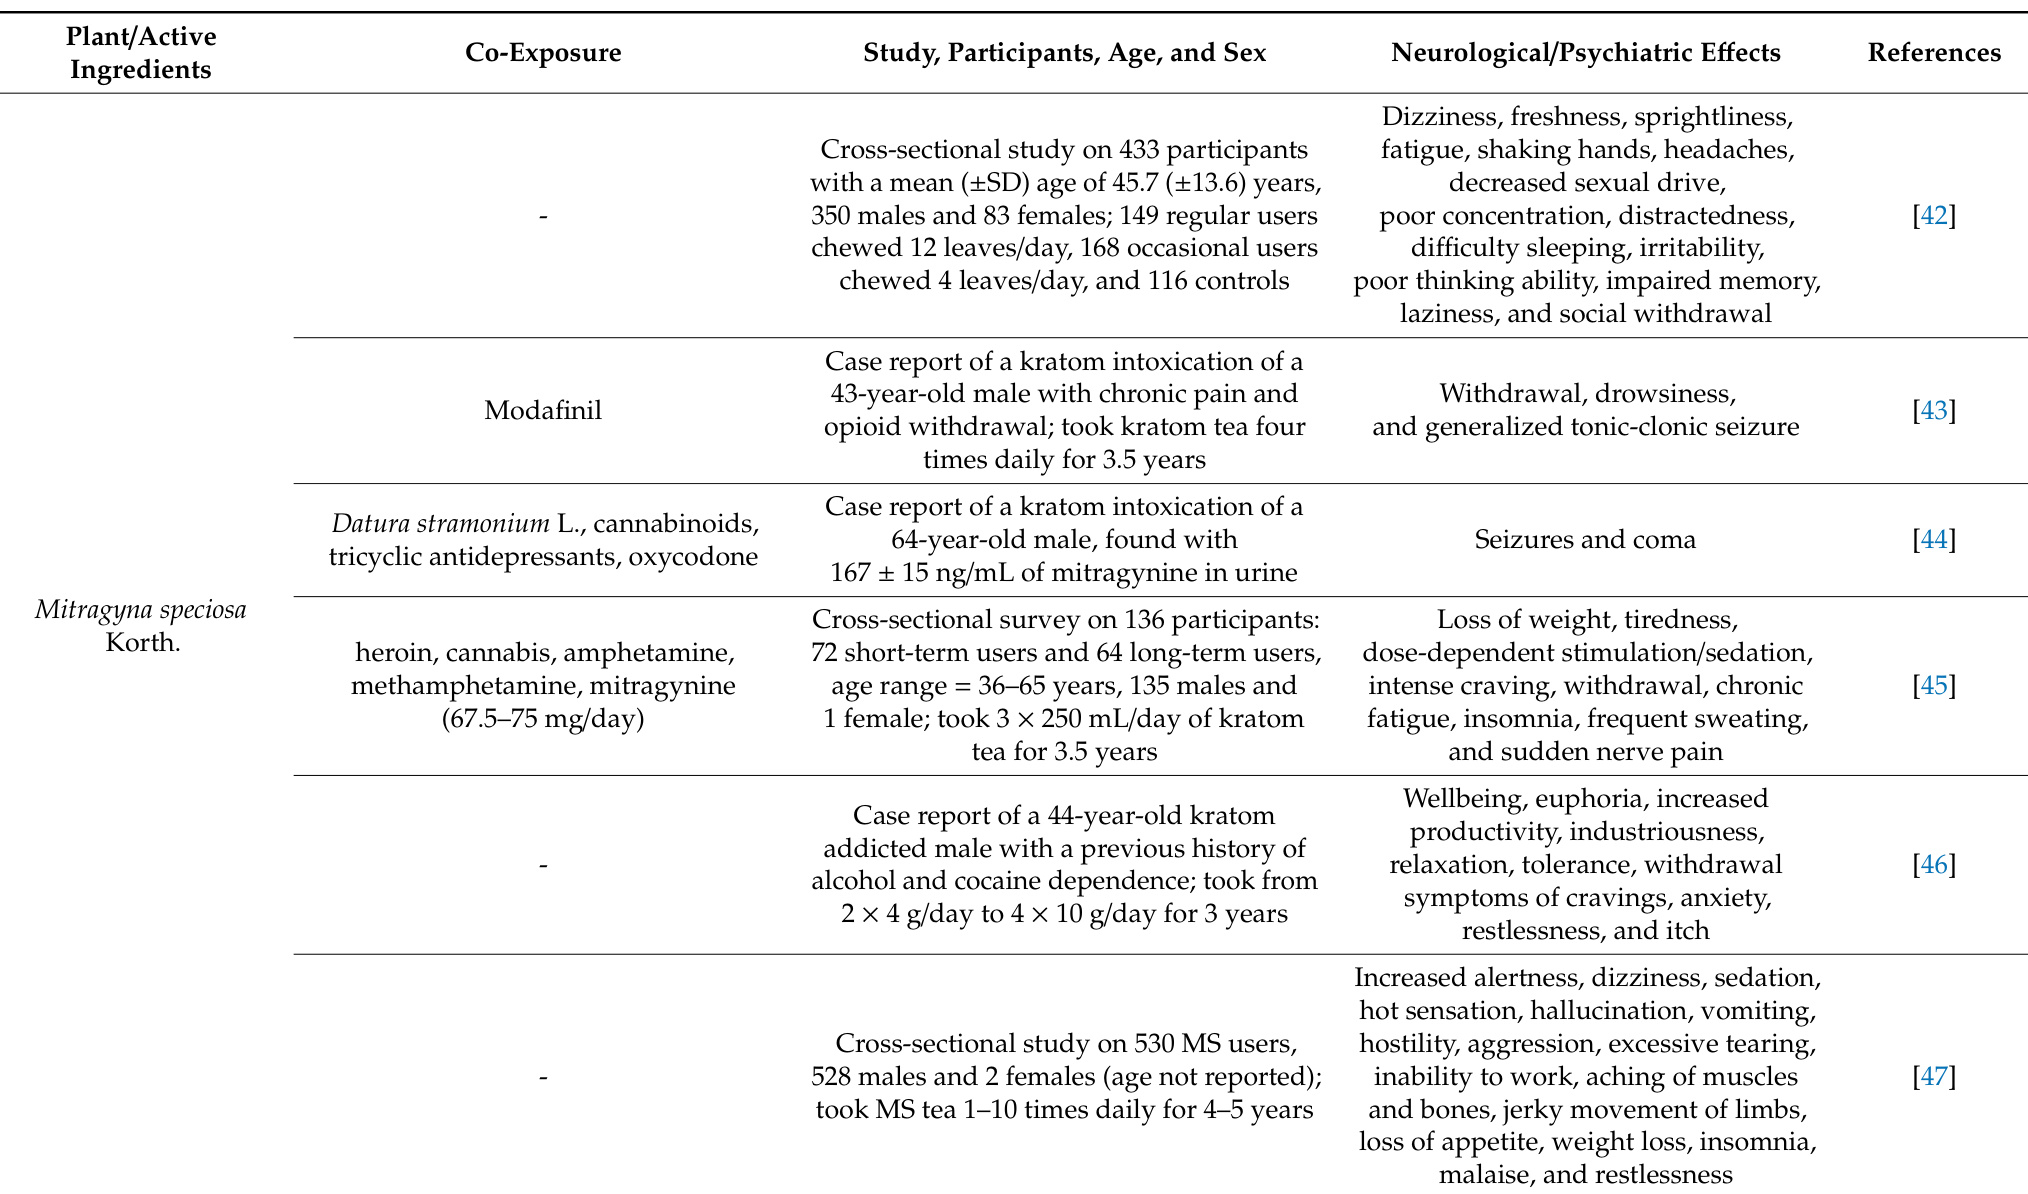 Plant/Active
Ingredients
Co-Exposure
Study, Participants, Age, and Sex
Neurological/Psychiatric Effects
References
Mitragyna speciosa
Korth.
-
Cross-sectional study on 433 participants
with a mean (±SD) age of 45.7 (±13.6) years,
350 males and 83 females; 149 regular users
chewed 12 leaves/day, 168 occasional users
chewed 4 leaves/day, and 116 controls
Dizziness, freshness, sprightliness,
fatigue, shaking hands, headaches,
decreased sexual drive,
poor concentration, distractedness,
difficulty sleeping, irritability,
poor thinking ability, impaired memory,
laziness, and social withdrawal
[42]
Modafinil
Case report of a kratom intoxication of a
43-year-old male with chronic pain and
opioid withdrawal; took kratom tea four
times daily for 3.5 years
Withdrawal, drowsiness,
and generalized tonic-clonic seizure
[43]
Datura stramonium L., cannabinoids,
tricyclic antidepressants, oxycodone
Case report of a kratom intoxication of a
64-year-old male, found with
167 ± 15 ng/mL of mitragynine in urine
Seizures and coma
[44]
heroin, cannabis, amphetamine,
methamphetamine, mitragynine
(67.5–75 mg/day)
Cross-sectional survey on 136 participants:
72 short-term users and 64 long-term users,
age range = 36–65 years, 135 males and
1 female; took 3 × 250 mL/day of kratom
tea for 3.5 years
Loss of weight, tiredness,
dose-dependent stimulation/sedation,
intense craving, withdrawal, chronic
fatigue, insomnia, frequent sweating,
and sudden nerve pain
[45]
-
Case report of a 44-year-old kratom
addicted male with a previous history of
alcohol and cocaine dependence; took from
2 × 4 g/day to 4 × 10 g/day for 3 years
Wellbeing, euphoria, increased
productivity, industriousness,
relaxation, tolerance, withdrawal
symptoms of cravings, anxiety,
restlessness, and itch
[46]
-
Cross-sectional study on 530 MS users,
528 males and 2 females (age not reported);
took MS tea 1–10 times daily for 4–5 years
Increased alertness, dizziness, sedation,
hot sensation, hallucination, vomiting,
hostility, aggression, excessive tearing,
inability to work, aching of muscles
and bones, jerky movement of limbs,
loss of appetite, weight loss, insomnia,
malaise, and restlessness
[47]